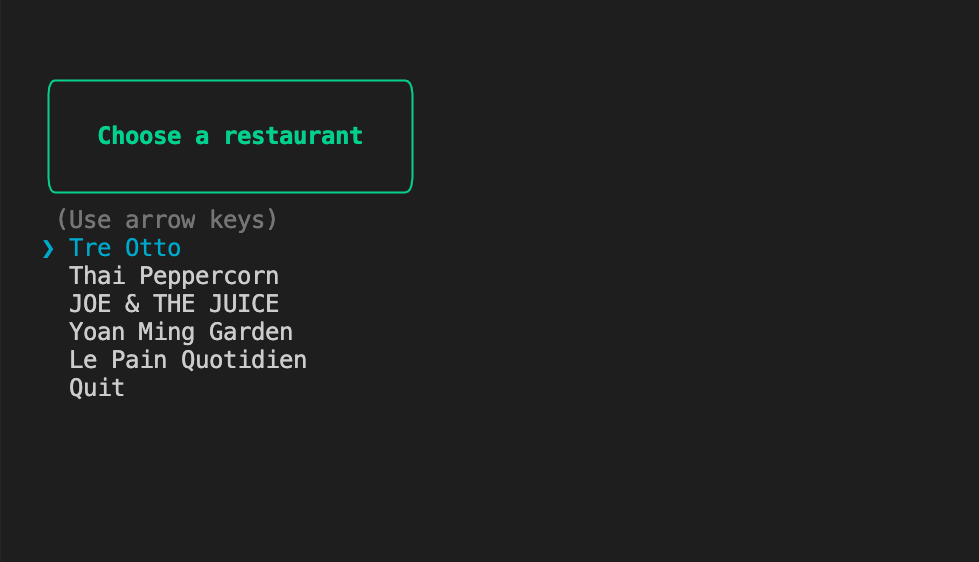 Choose a restaurant
(Use arrow keys)
❯ Tre Otto
Thai Peppercorn
JOE & THE JUICE
Yoan Ming Garden
Le Pain Quotidien
Quit